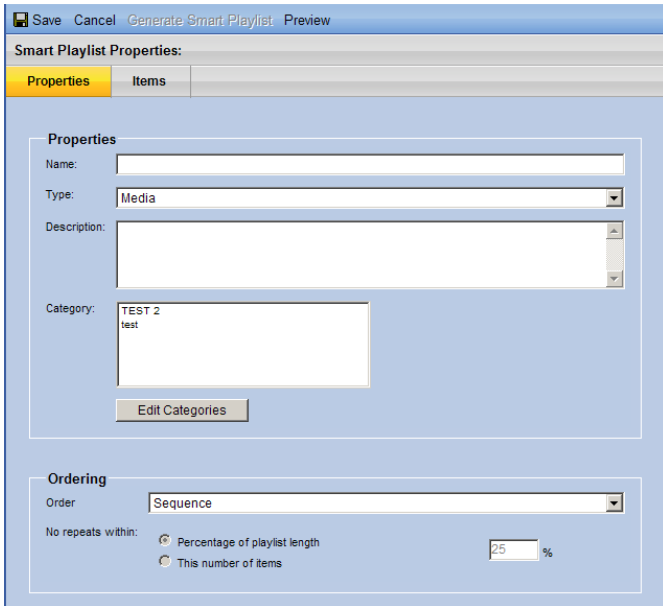 Save Cancel Generate Smart Playlist Preview
Smart Playlist Properties:
Properties Items
Properties
Name:
Type: Media
Description:
Category: TEST 2
test
Edit Categories
Ordering
Order Sequence
No repeats within: Percentage of playlist length 25 %
This number of items